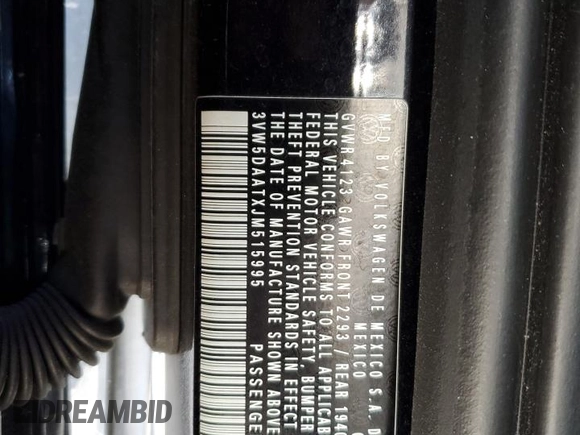 MFD BY VOLKSWAGEN DE MEXICO S.A. D
MEXICO
GVWR 4123 GAWR FRONT 2293 / REAR 1940
THIS VEHICLE CONFORMS TO ALL APPLICAB
FEDERAL MOTOR VEHICLE SAFETY, BUMPER
THEFT PREVENTION STANDARDS IN EFFECT
THE DATE OF MANUFACTURE SHOWN ABOVE
3VW5DAATXJM515995 PASSENGE
DREAMBID